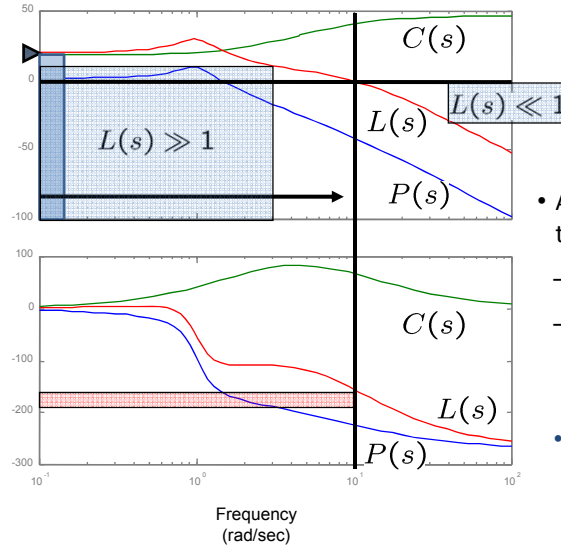 50
C(s)
0
L(s) ≪ 1
L(s)
L(s) ≫ 1
-50
P(s)
-100
• A
t
100
–
0
C(s)
–
-100
-200
L(s)
•
P(s)
-300
10⁻¹ 10⁰ 10¹ 10²
Frequency
(rad/sec)